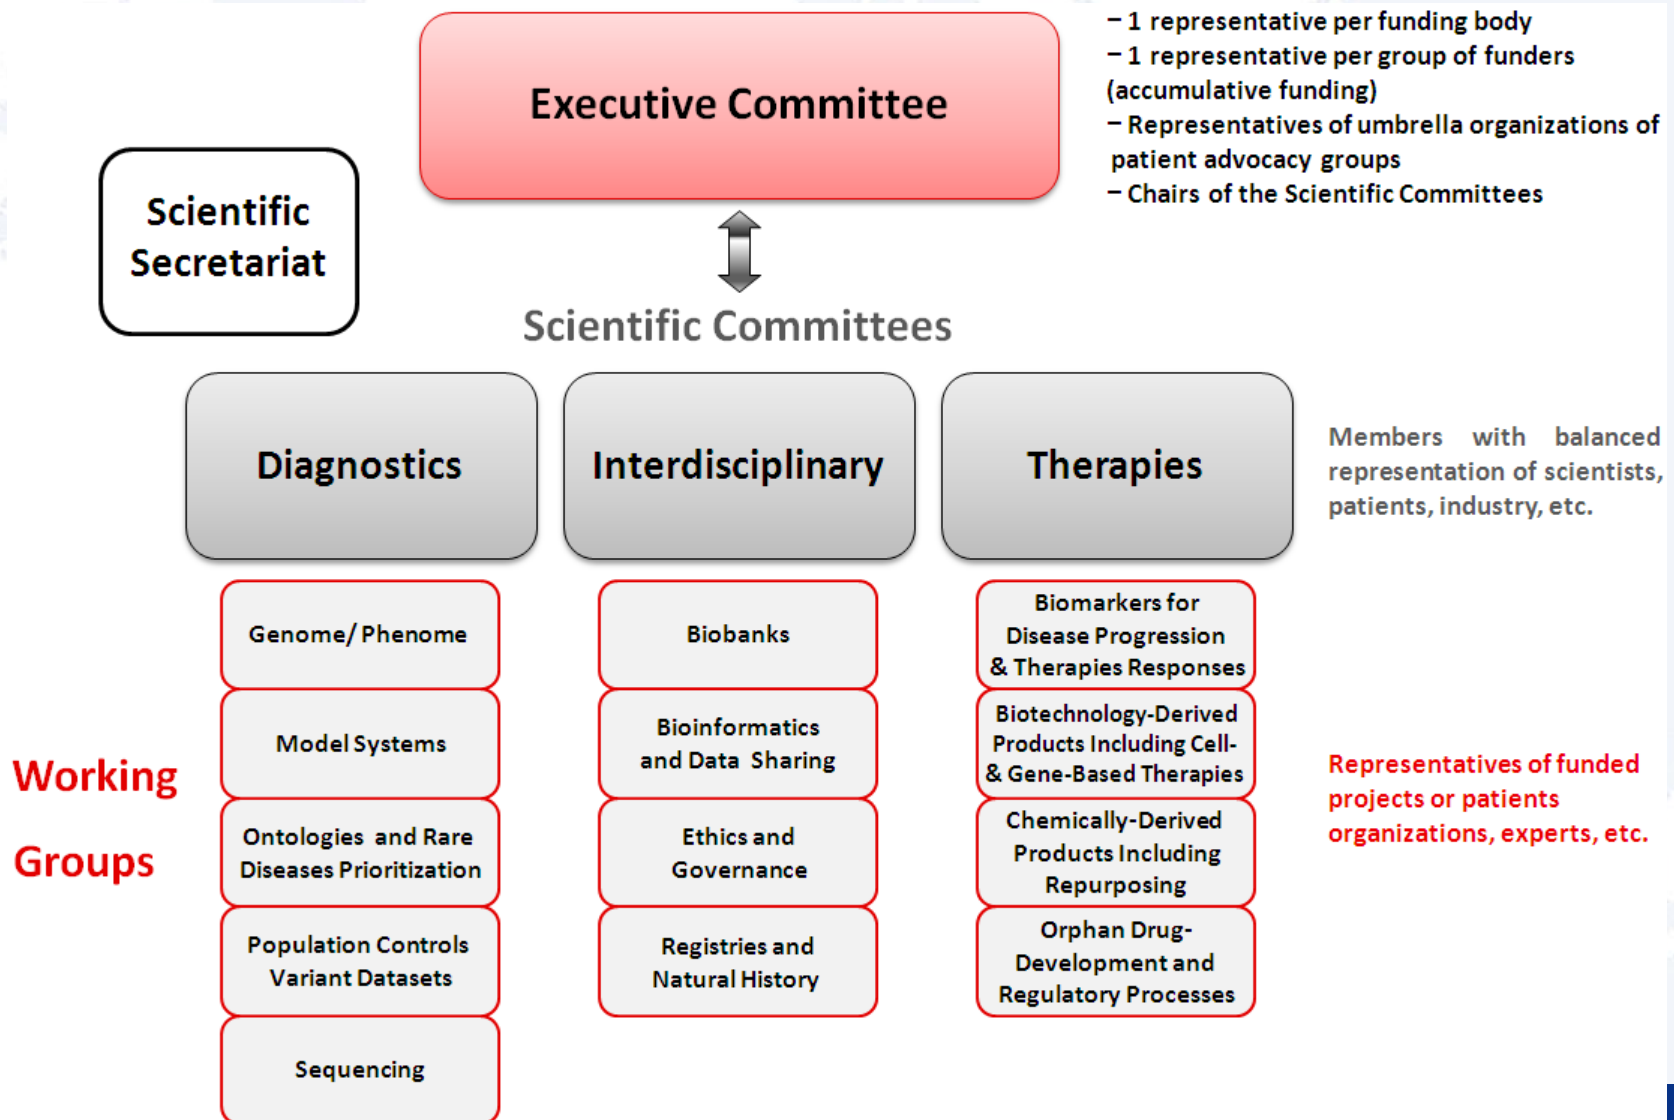 Executive Committee
– 1 representative per funding body
– 1 representative per group of funders
(accumulative funding)
– Representatives of umbrella organizations of
patient advocacy groups
– Chairs of the Scientific Committees
Scientific
Secretariat
Scientific Committees
Diagnostics
Interdisciplinary
Therapies
Members with balanced
representation of scientists,
patients, industry, etc.
Working
Groups
Genome/ Phenome
Model Systems
Ontologies and Rare
Diseases Prioritization
Population Controls
Variant Datasets
Sequencing
Biobanks
Bioinformatics
and Data Sharing
Ethics and
Governance
Registries and
Natural History
Biomarkers for
Disease Progression
& Therapies Responses
Biotechnology-Derived
Products Including Cell-
& Gene-Based Therapies
Chemically-Derived
Products Including
Repurposing
Orphan Drug-
Development and
Regulatory Processes
Representatives of funded
projects or patients
organizations, experts, etc.